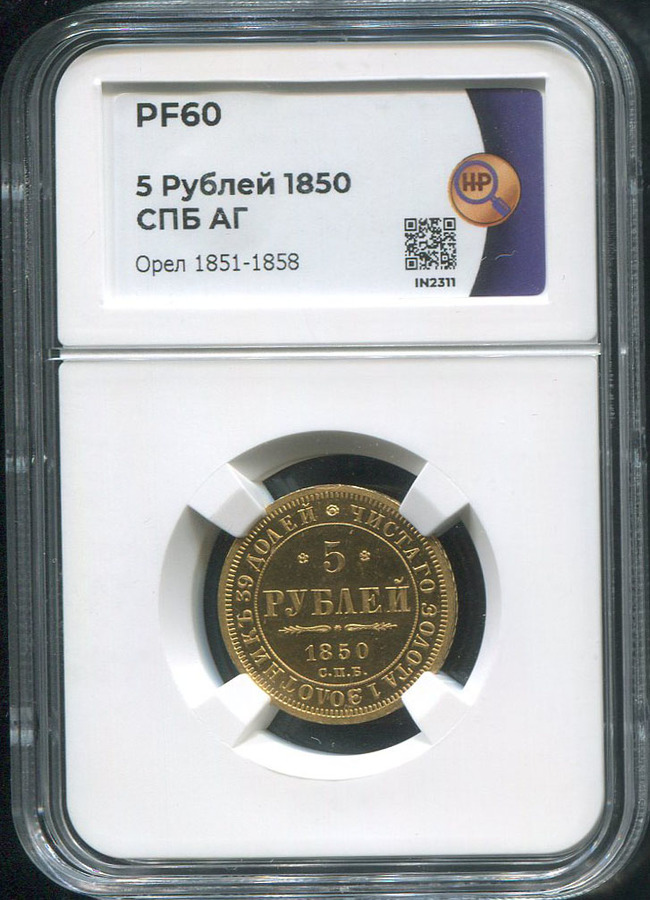 PF60
5 Рублей 1850
СПБ АГ
Орел 1851-1858
ННР
IN2311
ЧИСТАГО ЗОЛОТА 1 ЗОЛОТНИКЪ 39 ДОЛЕЙ
5
РУБЛЕЙ
1850
С.П.Б.